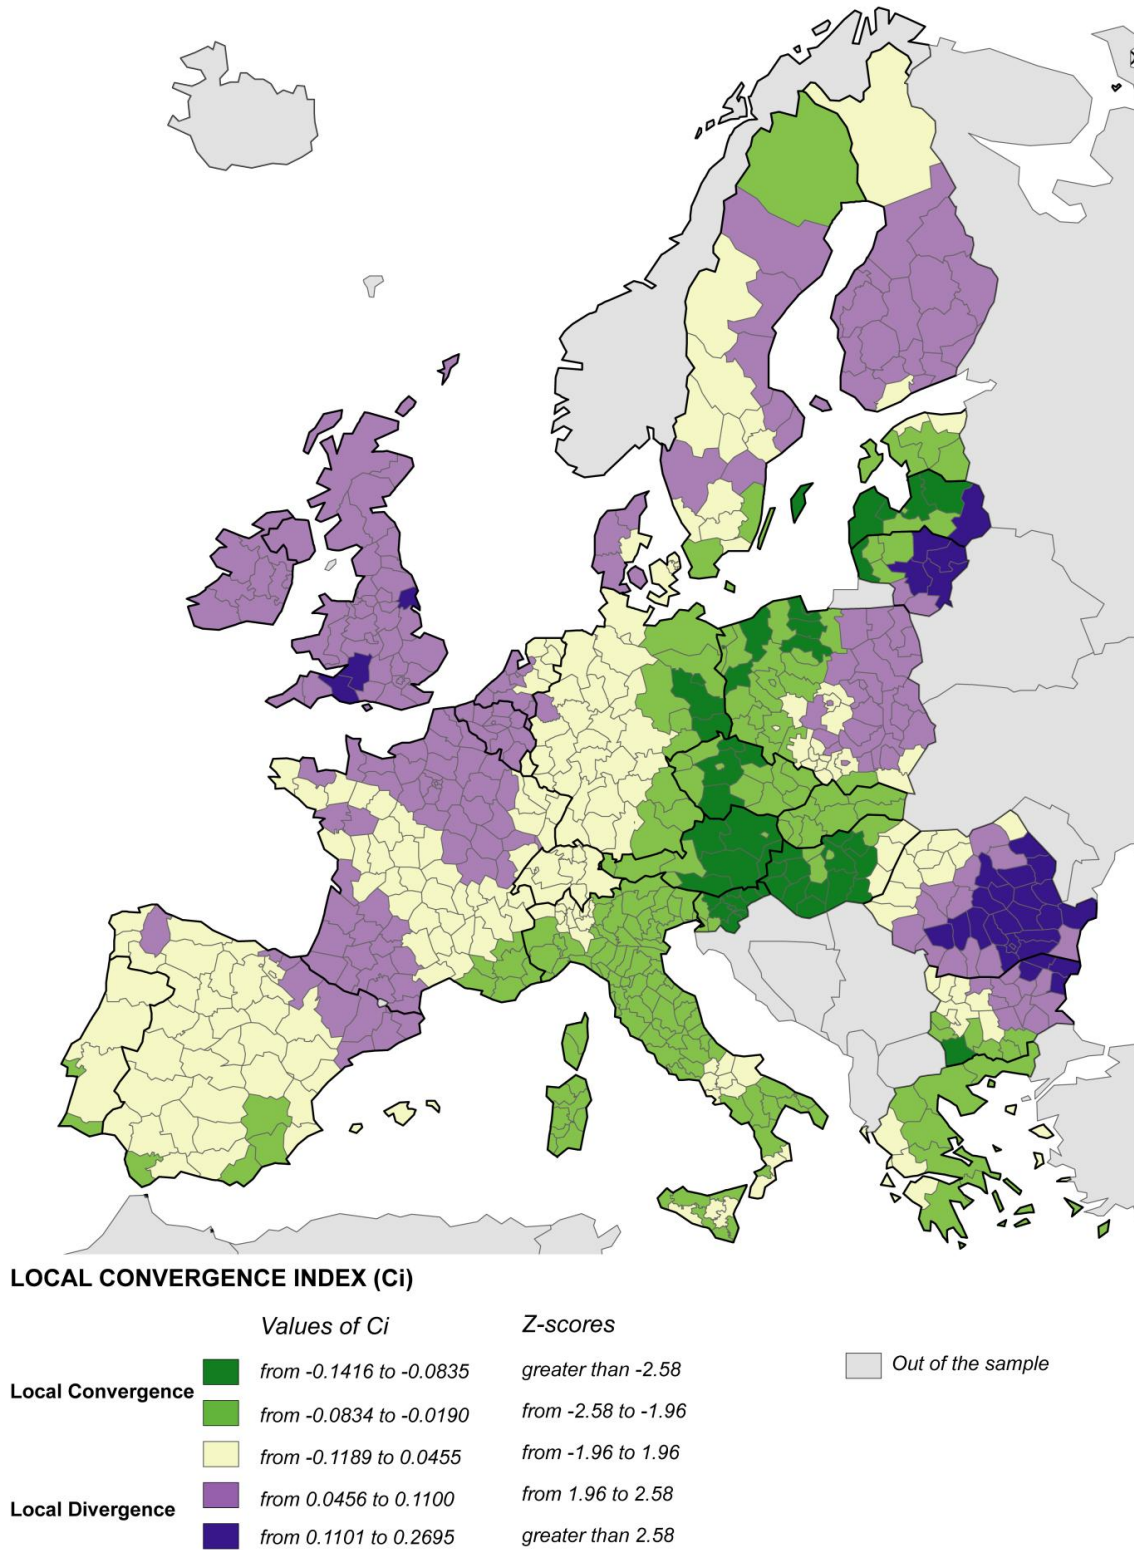 LOCAL CONVERGENCE INDEX (Ci)
Values of Ci Z-scores
from -0.1416 to -0.0835 greater than -2.58 Out of the sample
Local Convergence
from -0.0834 to -0.0190 from -2.58 to -1.96
from -0.1189 to 0.0455 from -1.96 to 1.96
from 0.0456 to 0.1100 from 1.96 to 2.58
Local Divergence
from 0.1101 to 0.2695 greater than 2.58